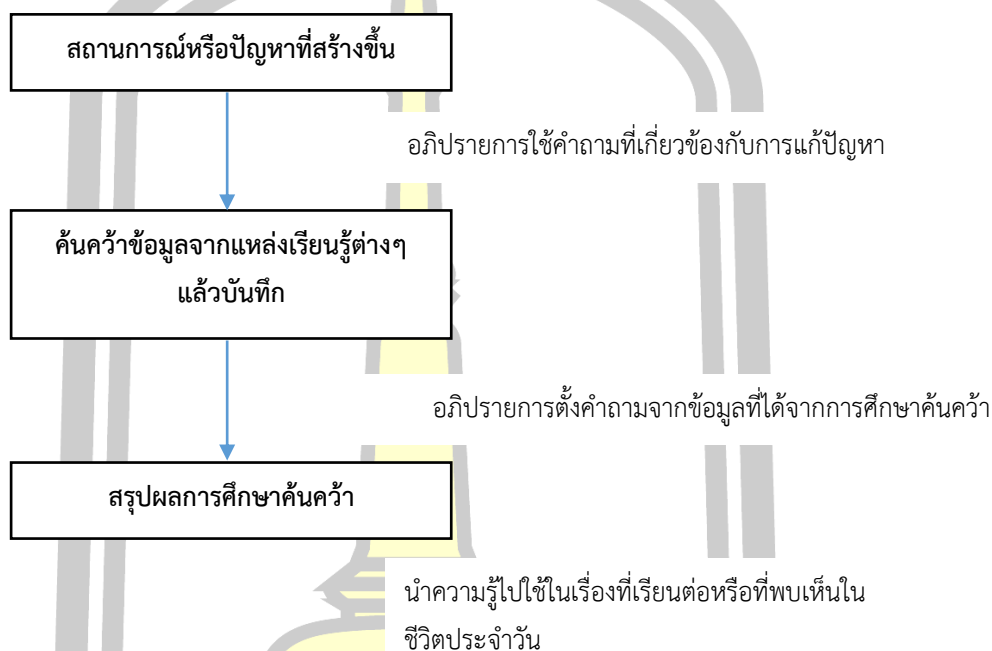 สถานการณ์หรือปัญหาที่สร้างขึ้น
อภิปรายการใช้คำถามที่เกี่ยวข้องกับการแก้ปัญหา
ค้นคว้าข้อมูลจากแหล่งเรียนรู้ต่างๆ
แล้วบันทึก
อภิปรายการตั้งคำถามจากข้อมูลที่ได้จากการศึกษาค้นคว้า
สรุปผลการศึกษาค้นคว้า
นำความรู้ไปใช้ในเรื่องที่เรียนต่อหรือที่พบเห็นใน
ชีวิตประจำวัน